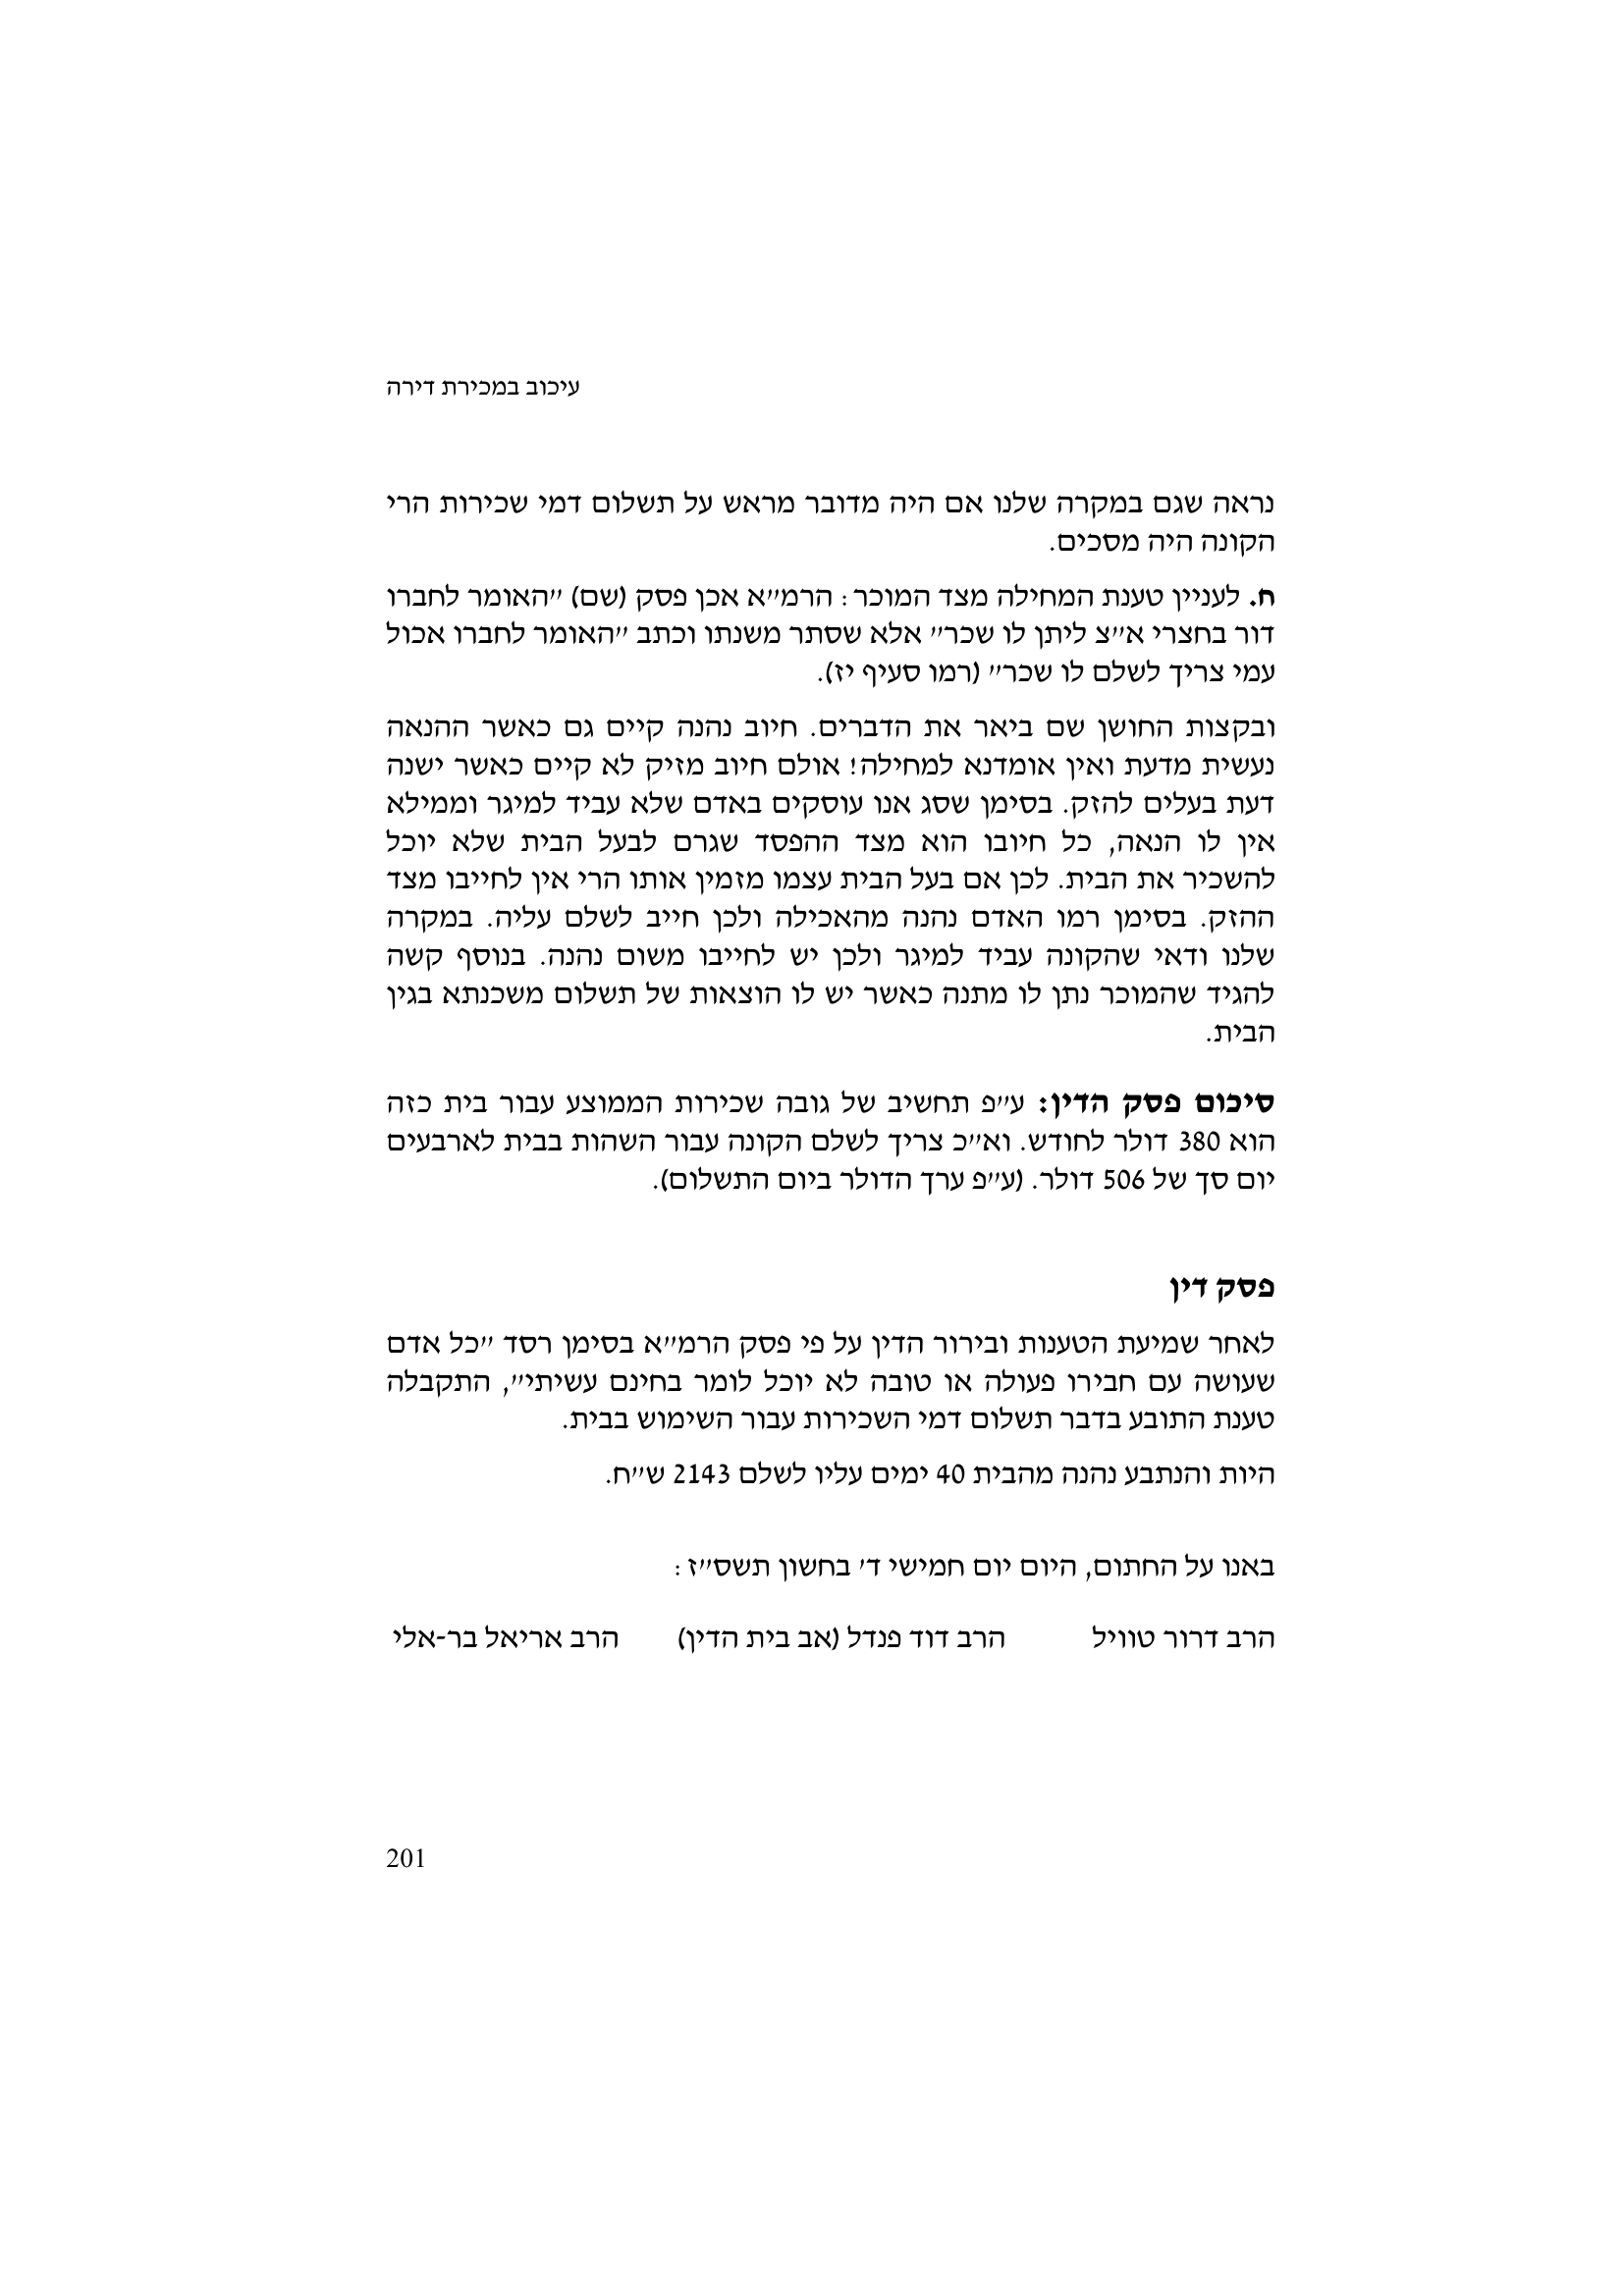 עיכוב במכירת דירה
נראה שגם במקרה שלנו אם היה מדובר מראש על תשלום דמי שכירות הרי
הקונה היה מסכים.
ח. לעניין טענת המחילה מצד המוכר: הרמ״א אכן פסק (שם) ״האומר לחברו
דור בחצרי א״צ ליתן לו שכר״ אלא שסתר משנתו וכתב ״האומר לחברו אכול
עמי צריך לשלם לו שכר״ (רמו סעיף יז).
ובקצות החושן שם ביאר את הדברים. חיוב נהנה קיים גם כאשר ההנאה
נעשית מדעת ואין אומדנא למחילה! אולם חיוב מזיק לא קיים כאשר ישנה
דעת בעלים להזק. בסימן שסג אנו עוסקים באדם שלא עביד למיגר וממילא
אין לו הנאה, כל חיובו הוא מצד ההפסד שגרם לבעל הבית שלא יוכל
להשכיר את הבית. לכן אם בעל הבית עצמו מזמין אותו הרי אין לחייבו מצד
ההזק. בסימן רמו האדם נהנה מהאכילה ולכן חייב לשלם עליה. במקרה
שלנו ודאי שהקונה עביד למיגר ולכן יש לחייבו משום נהנה. בנוסף קשה
להגיד שהמוכר נתן לו מתנה כאשר יש לו הוצאות של תשלום משכנתא בגין
הבית.
סיכום פסק הדין: ע״פ תחשיב של גובה שכירות הממוצע עבור בית כזה
הוא 380 דולר לחודש. וא״כ צריך לשלם הקונה עבור השהות בבית לארבעים
יום סך של 506 דולר. (ע״פ ערך הדולר ביום התשלום).
פסק דין
לאחר שמיעת הטענות ובירור הדין על פי פסק הרמ״א בסימן רסד ״כל אדם
שעושה עם חבירו פעולה או טובה לא יוכל לומר בחינם עשיתי״, התקבלה
טענת התובע בדבר תשלום דמי השכירות עבור השימוש בבית.
היות והנתבע נהנה מהבית 40 ימים עליו לשלם 2143 ש״ח.
באנו על החתום, היום יום חמישי ד׳ בחשון תשס״ז:
הרב דרור טוויל הרב דוד פנדל (אב בית הדין) הרב אריאל בר-אלי
201